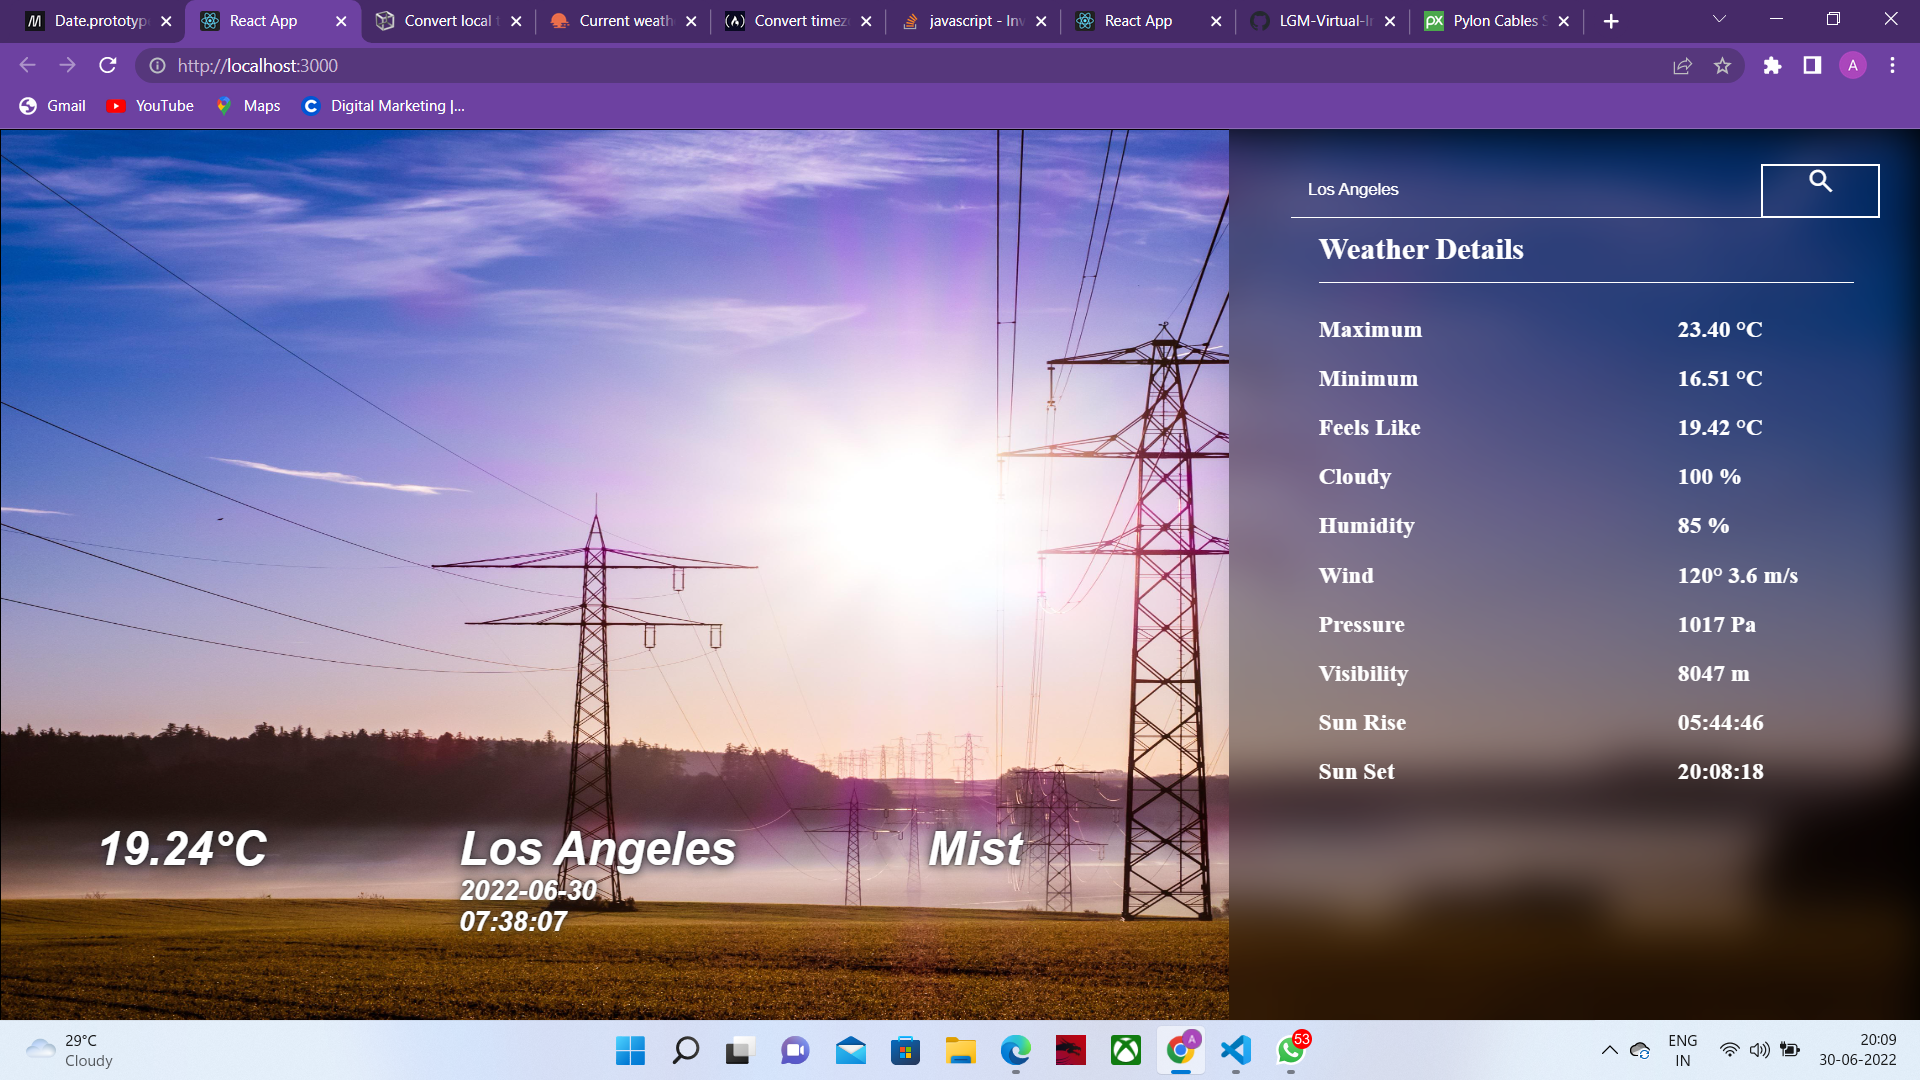 Date.prototyp
React App
Convert local t
Current weath
Convert timez
javascript - Inv
React App
LGM-Virtual-In
Pylon Cables S
http://localhost:3000
A
Gmail
YouTube
Maps
Digital Marketing |...
Los Angeles
Weather Details
Maximum 23.40 °C
Minimum 16.51 °C
Feels Like 19.42 °C
Cloudy 100 %
Humidity 85 %
Wind 120° 3.6 m/s
Pressure 1017 Pa
Visibility 8047 m
Sun Rise 05:44:46
Sun Set 20:08:18
19.24°C Los Angeles Mist
2022-06-30
07:38:07
29°C
Cloudy
A
53
ENG
IN
20:09
30-06-2022